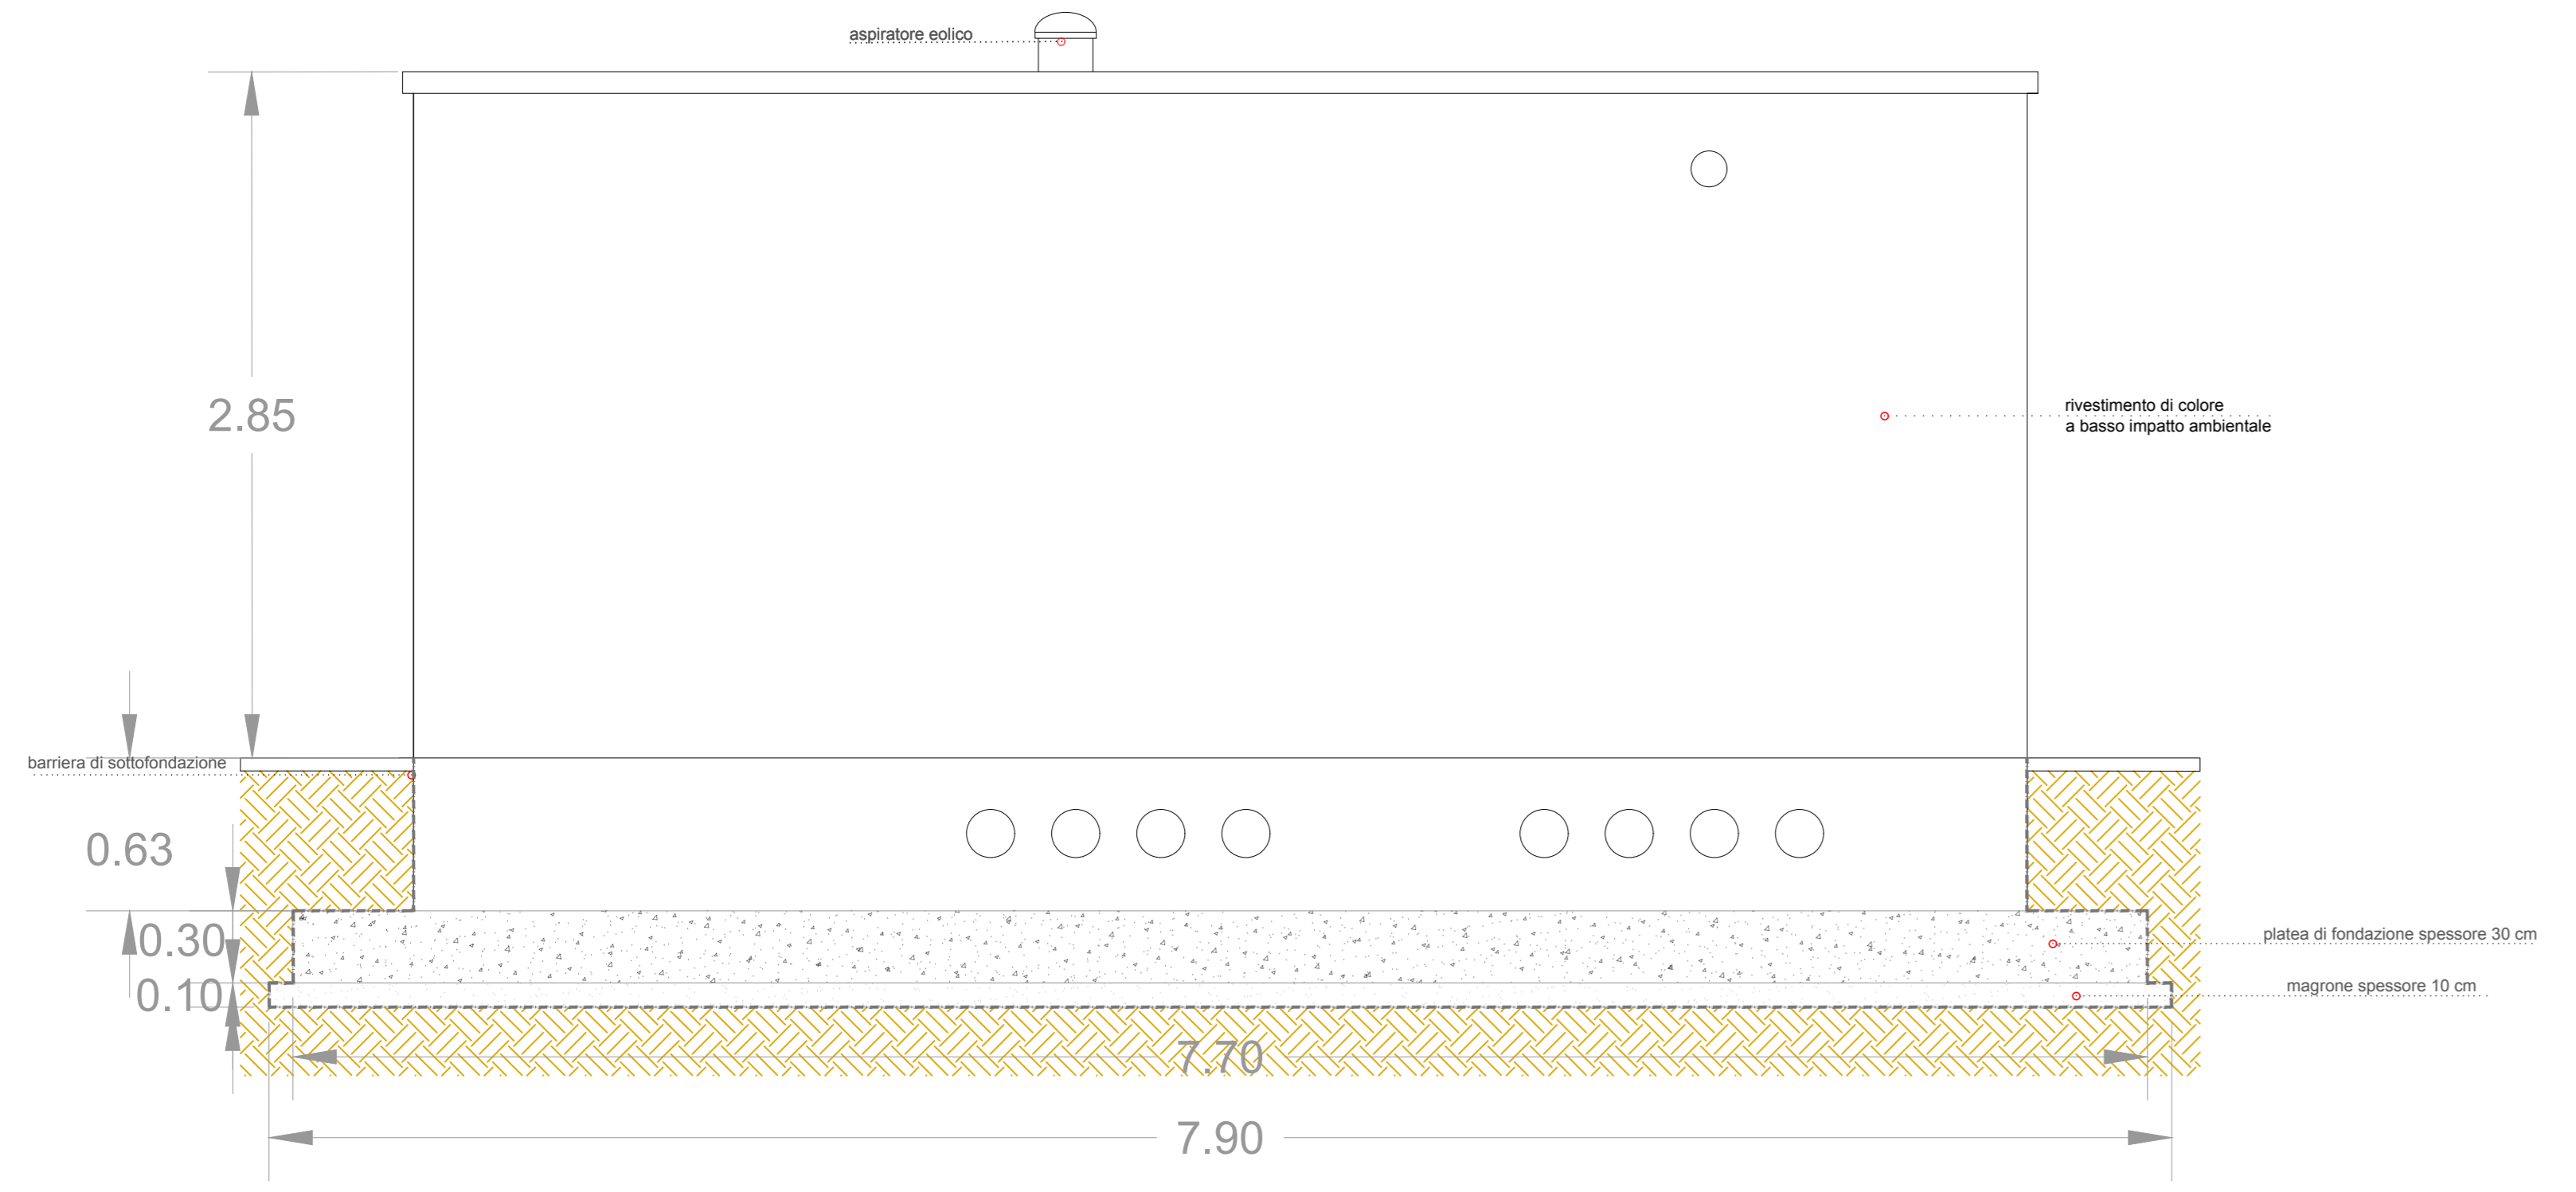 aspiratore eolico
2.85
rivestimento di colore
a basso impatto ambientale
barriera di sottofondazione
0.63
0.30
platea di fondazione spessore 30 cm
0.10
magrone spessore 10 cm
7.70
7.90